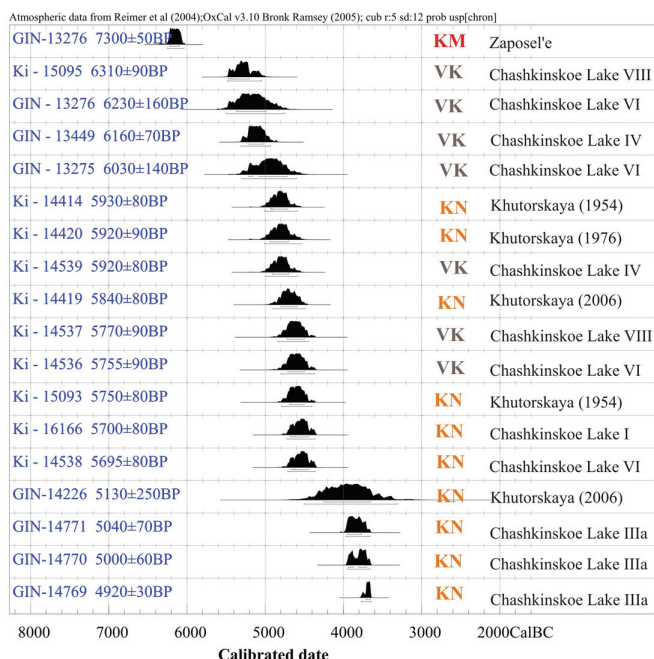 Atmospheric data from Reimer et al (2004);OxCal v3.10 Bronk Ramsey (2005); cub r:5 sd:12 prob usp[chron]
GIN-13276 7300±50BP KM Zaposel'e
Ki - 15095 6310±90BP VK Chashkinskoe Lake VIII
GIN - 13276 6230±160BP VK Chashkinskoe Lake VI
GIN - 13449 6160±70BP VK Chashkinskoe Lake IV
GIN - 13275 6030±140BP VK Chashkinskoe Lake VI
Ki - 14414 5930±80BP KN Khutorskaya (1954)
Ki - 14420 5920±90BP KN Khutorskaya (1976)
Ki - 14539 5920±80BP VK Chashkinskoe Lake IV
Ki - 14419 5840±80BP KN Khutorskaya (2006)
Ki - 14537 5770±90BP VK Chashkinskoe Lake VIII
Ki - 14536 5755±90BP VK Chashkinskoe Lake VI
Ki - 15093 5750±80BP KN Khutorskaya (1954)
Ki - 16166 5700±80BP KN Chashkinskoe Lake I
Ki - 14538 5695±80BP KN Chashkinskoe Lake VI
GIN-14226 5130±250BP KN Khutorskaya (2006)
GIN-14771 5040±70BP KN Chashkinskoe Lake IIIa
GIN-14770 5000±60BP KN Chashkinskoe Lake IIIa
GIN-14769 4920±30BP KN Chashkinskoe Lake IIIa
8000 7000 6000 5000 4000 3000 2000CalBC
Calibrated date